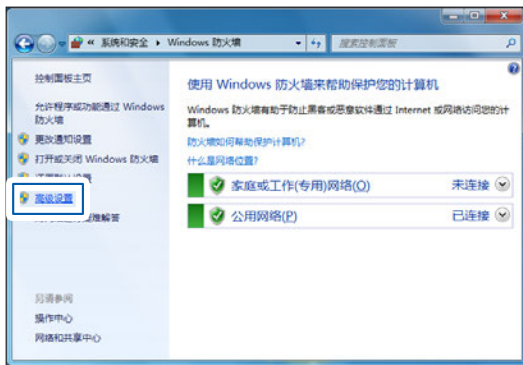 « 系统和安全 ▸ Windows 防火墙
搜索控制面板
控制面板主页
允许程序或功能通过 Windows
防火墙
更改通知设置
打开或关闭 Windows 防火墙
高级设置
另请参阅
操作中心
网络和共享中心
使用 Windows 防火墙来帮助保护您的计算机
Windows 防火墙有助于防止黑客或恶意软件通过 Internet 或网络访问您的计
算机。
防火墙如何帮助保护计算机?
什么是网络位置?
家庭或工作(专用)网络(O) 未连接
公用网络(P) 已连接